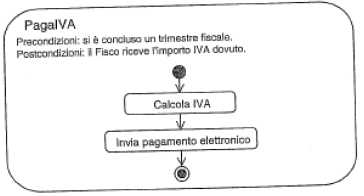 PagaIVA
Precondizioni: si è concluso un trimestre fiscale.
Postcondizioni: il Fisco riceve l'importo IVA dovuto.
Calcola IVA
Invia pagamento elettronico